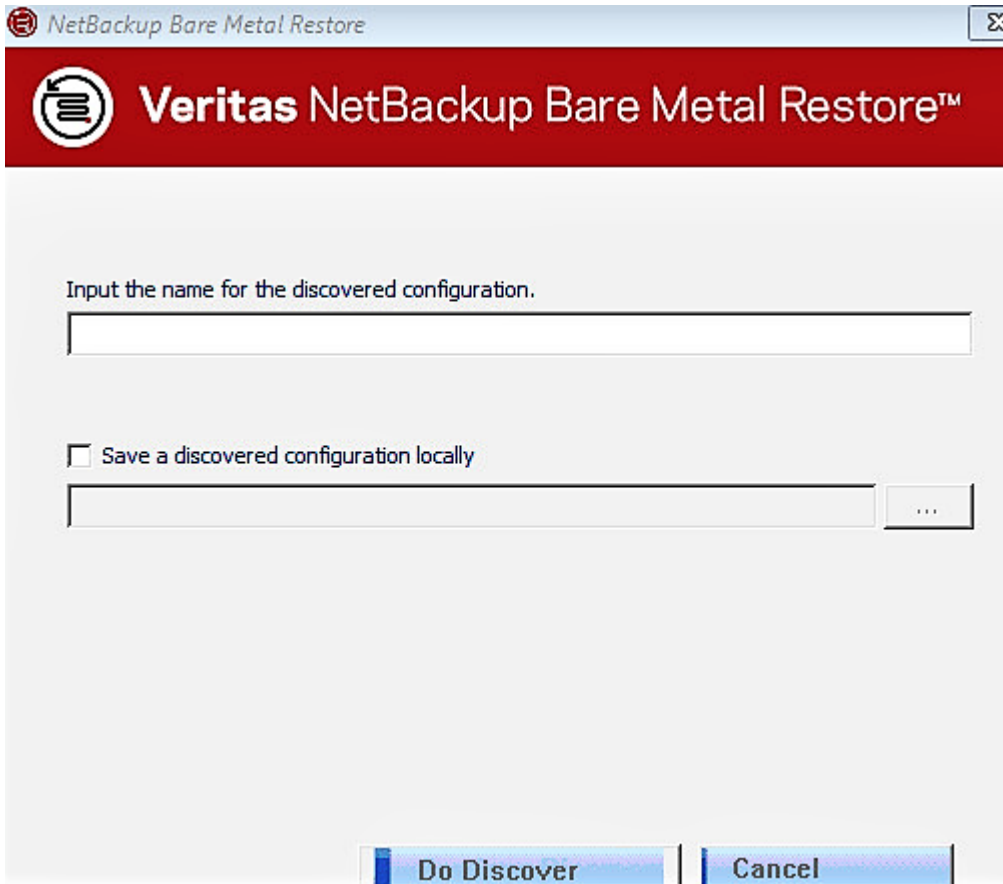 NetBackup Bare Metal Restore
Veritas NetBackup Bare Metal Restore™
Input the name for the discovered configuration.
Save a discovered configuration locally
...
Do Discover
Cancel